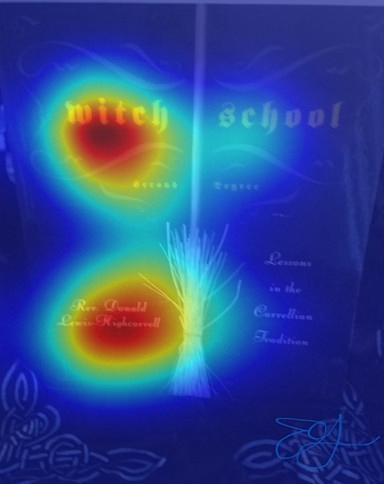 witch school
Second Degree
Rev. Donald
Lewis-Highcorrell
Lessons
in the
Correllian
Tradition